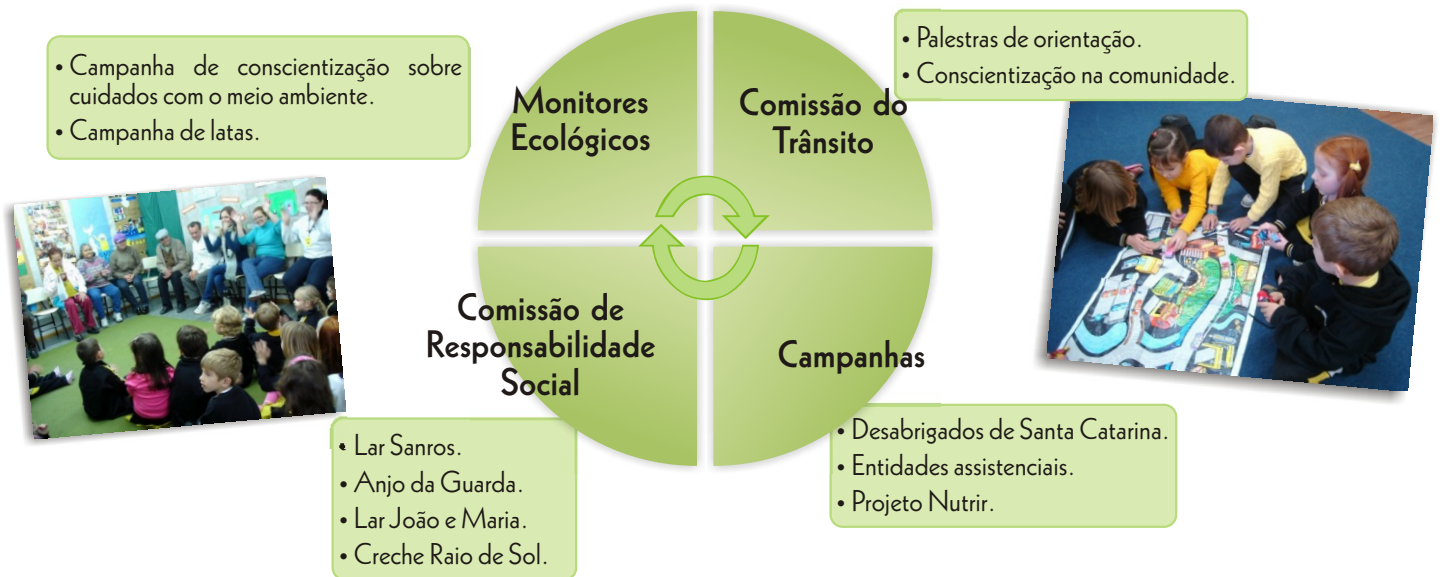 • Campanha de conscientização sobre
cuidados com o meio ambiente.
• Campanha de latas.
Monitores
Ecológicos
Comissão do
Trânsito
• Palestras de orientação.
• Conscientização na comunidade.
Comissão de
Responsabilidade
Social
Campanhas
• Lar Sanros.
• Anjo da Guarda.
• Lar João e Maria.
• Creche Raio de Sol.
• Desabrigados de Santa Catarina.
• Entidades assistenciais.
• Projeto Nutrir.